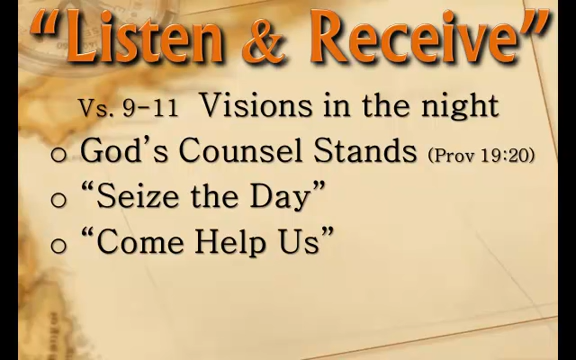 “Listen & Receive”
Vs. 9-11 Visions in the night
o God’s Counsel Stands (Prov 19:20)
o “Seize the Day”
o “Come Help Us”